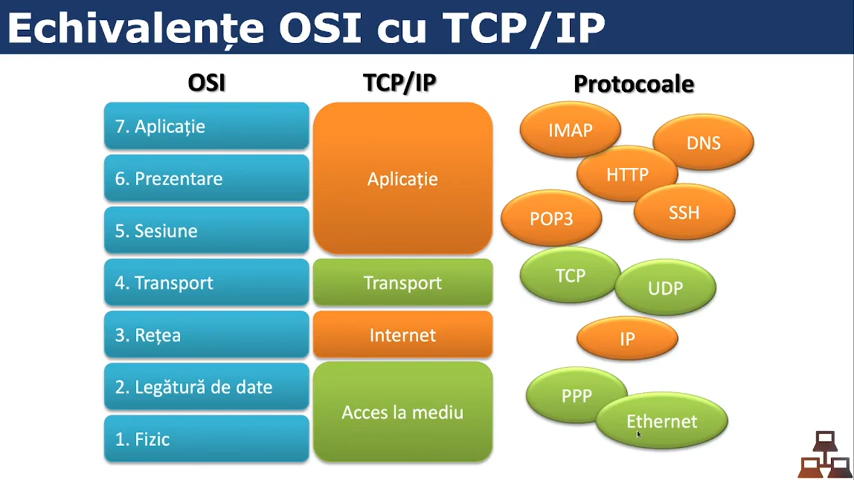 Echivalențe OSI cu TCP/IP
OSI
TCP/IP
Protocoale
7. Aplicație
6. Prezentare
5. Sesiune
4. Transport
3. Rețea
2. Legătură de date
1. Fizic
Aplicație
Transport
Internet
Acces la mediu
IMAP
DNS
HTTP
SSH
POP3
TCP
UDP
IP
PPP
Ethernet